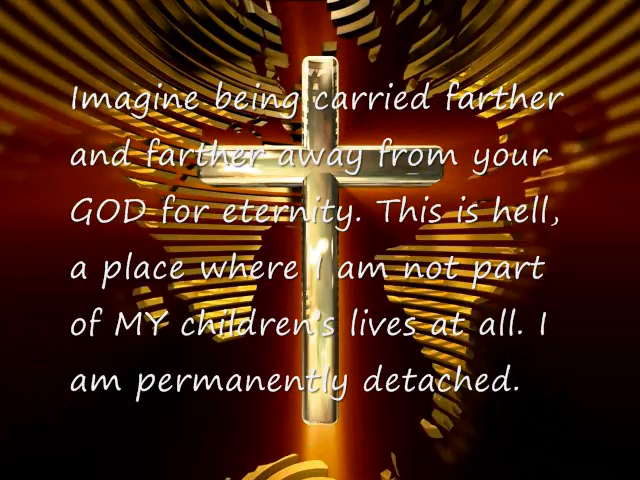 Imagine being carried farther
and farther away from your
GOD for eternity. This is hell,
a place where I am not part
of MY children's lives at all. I
am permanently detached.